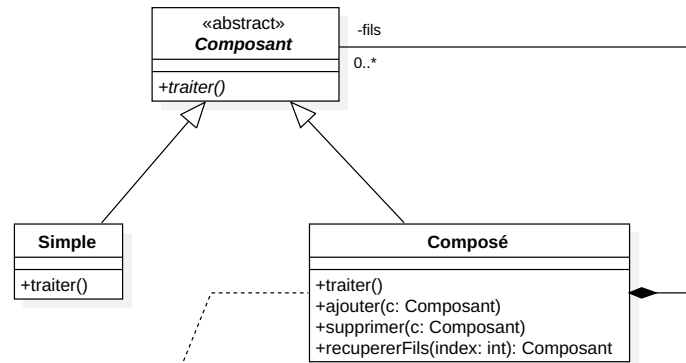 «abstract»
Composant
-fils
0..*
+traiter()
Simple
+traiter()
Composé
+traiter()
+ajouter(c: Composant)
+supprimer(c: Composant)
+recupererFils(index: int): Composant